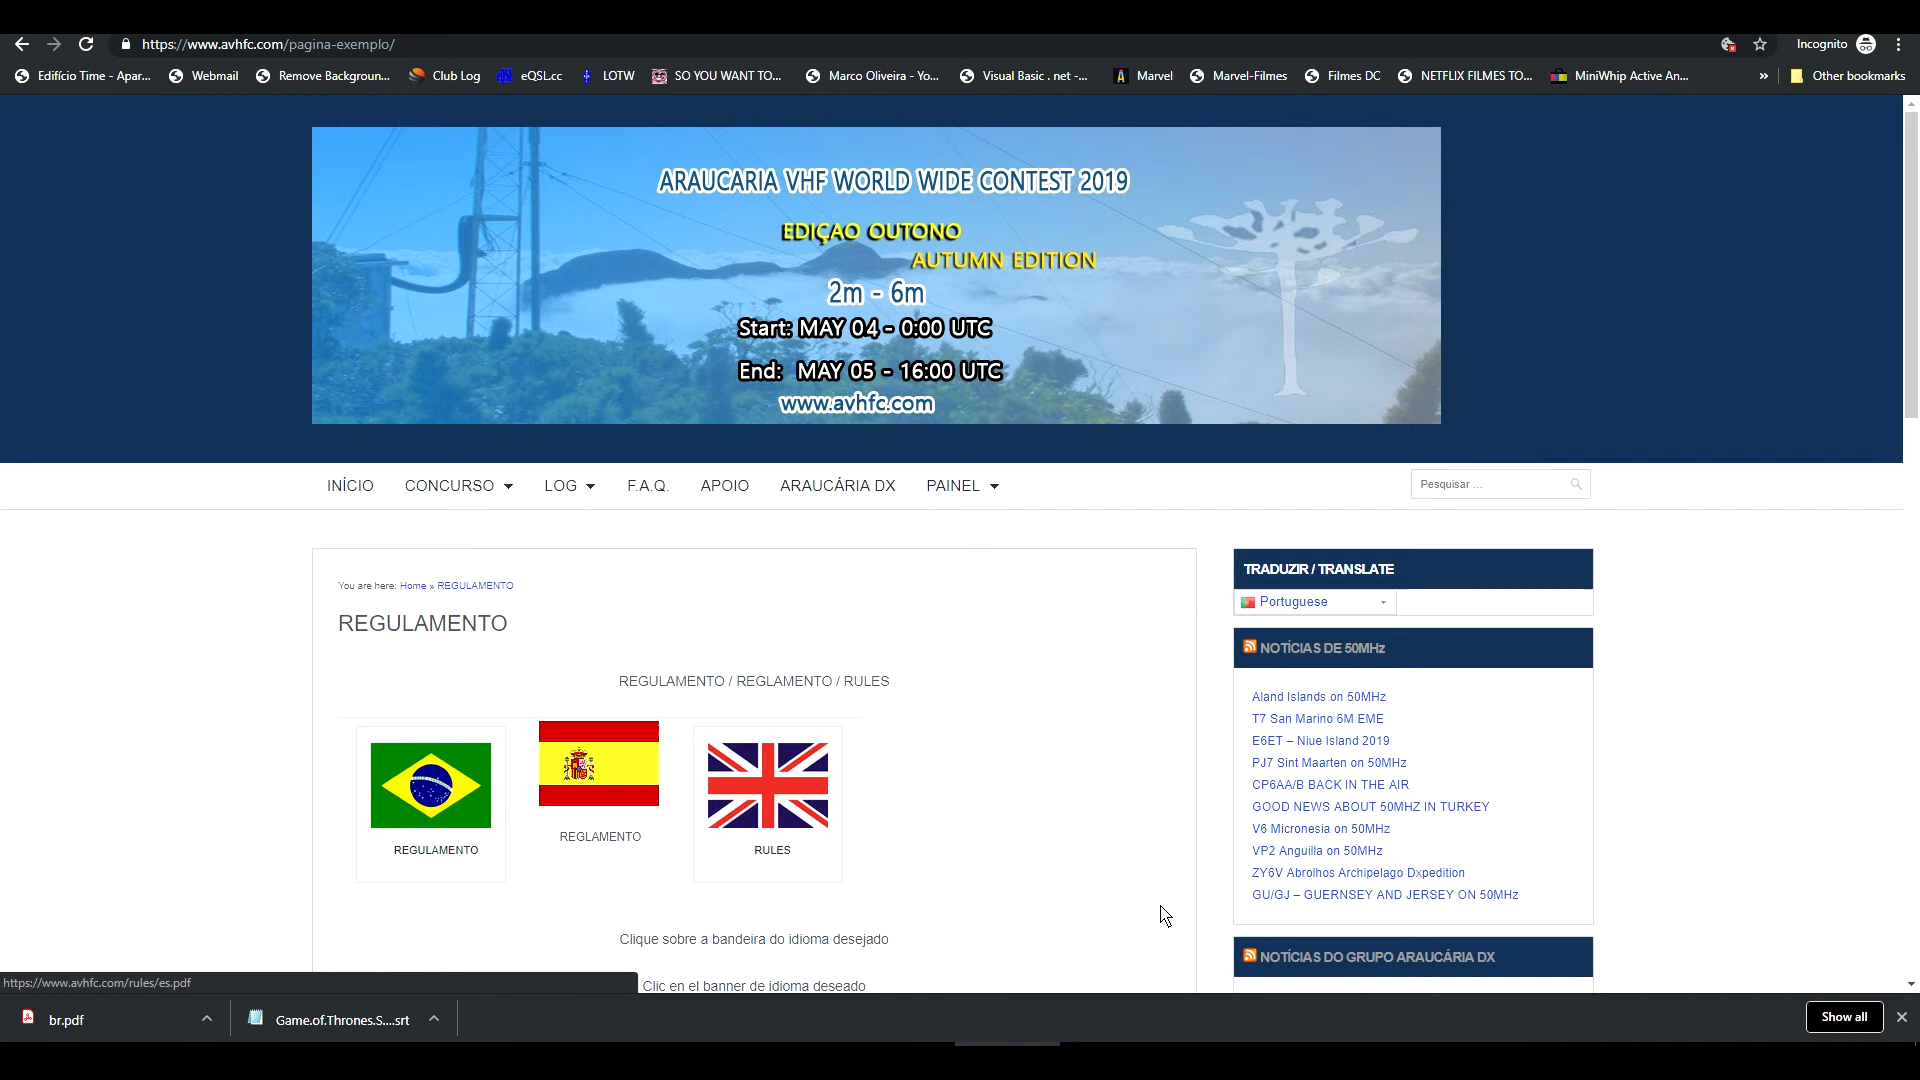 https://www.avhfc.com/pagina-exemplo/
Incognito
Edifício Time - Apar...
Webmail
Remove Backgroun...
Club Log
eQSL.cc
LOTW
SO YOU WANT TO...
Marco Oliveira - Yo...
Visual Basic . net -...
Marvel
Marvel-Filmes
Filmes DC
NETFLIX FILMES TO...
MiniWhip Active An...
»
Other bookmarks
ARAUCARIA VHF WORLD WIDE CONTEST 2019
EDIÇAO OUTONO
AUTUMN EDITION
2m - 6m
Start: MAY 04 - 0:00 UTC
End: MAY 05 - 16:00 UTC
www.avhfc.com
INÍCIO
CONCURSO
LOG
F.A.Q.
APOIO
ARAUCÁRIA DX
PAINEL
Pesquisar ...
You are here: Home » REGULAMENTO
REGULAMENTO
REGULAMENTO / REGLAMENTO / RULES
REGULAMENTO
REGLAMENTO
RULES
Clique sobre a bandeira do idioma desejado
Clic en el banner de idioma deseado
TRADUZIR / TRANSLATE
Portuguese
NOTÍCIAS DE 50MHz
Aland Islands on 50MHz
T7 San Marino 6M EME
E6ET – Niue Island 2019
PJ7 Sint Maarten on 50MHz
CP6AA/B BACK IN THE AIR
GOOD NEWS ABOUT 50MHZ IN TURKEY
V6 Micronesia on 50MHz
VP2 Anguilla on 50MHz
ZY6V Abrolhos Archipelago Dxpedition
GU/GJ – GUERNSEY AND JERSEY ON 50MHz
NOTÍCIAS DO GRUPO ARAUCÁRIA DX
https://www.avhfc.com/rules/es.pdf
br.pdf
Game.of.Thrones.S....srt
Show all